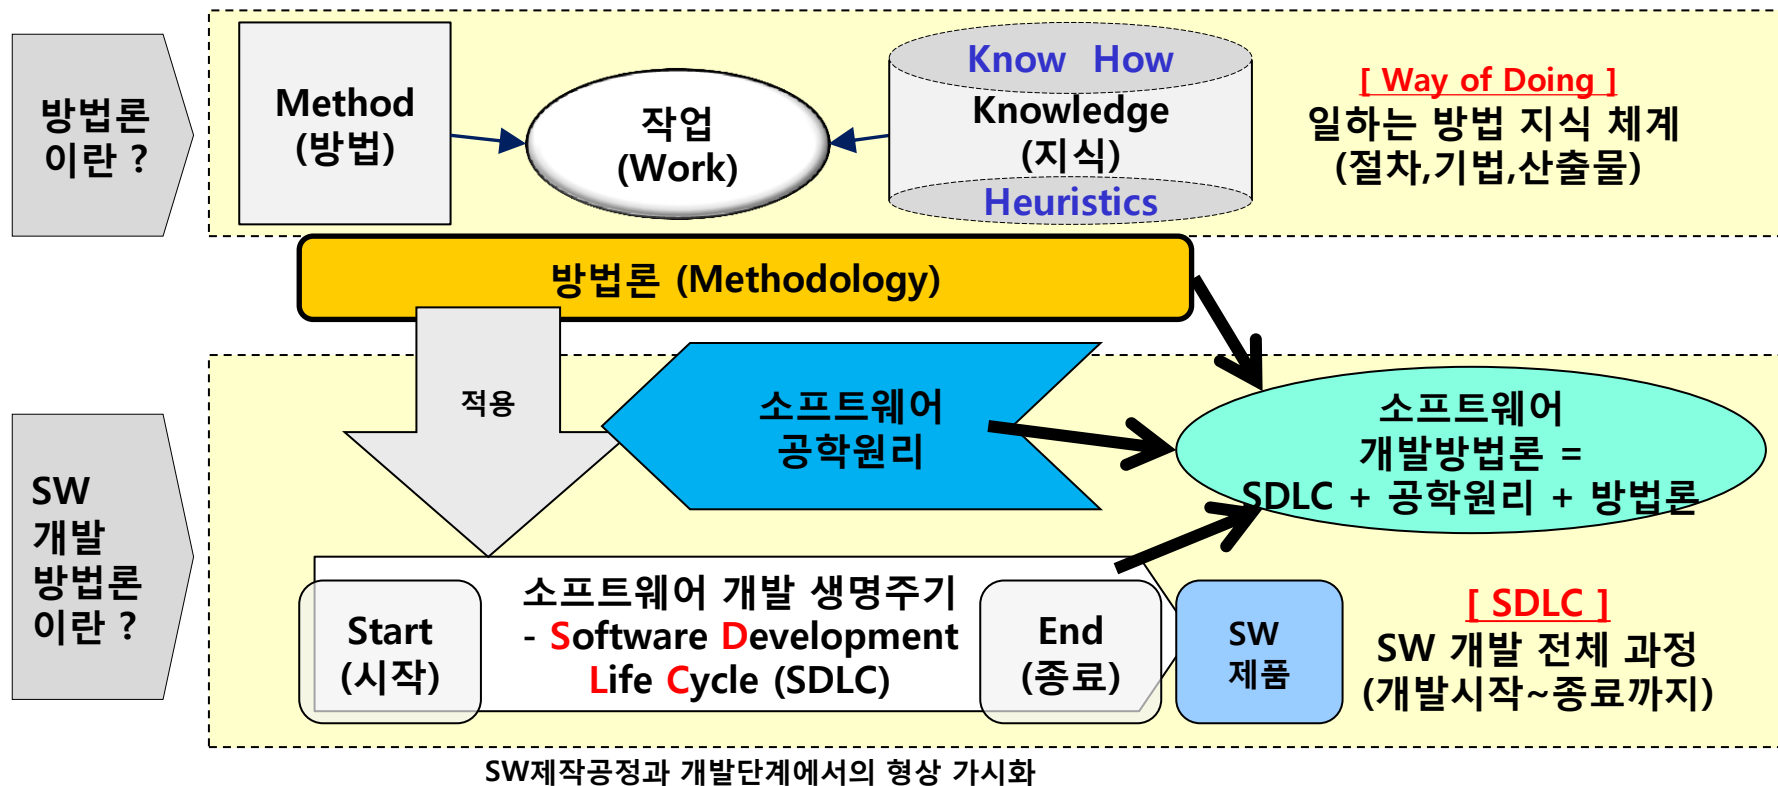 방법론
이란 ?
Method
(방법)
작업
(Work)
Know How
Knowledge
(지식)
Heuristics
[ Way of Doing ]
일하는 방법 지식 체계
(절차,기법,산출물)
방법론 (Methodology)
적용
소프트웨어
공학원리
소프트웨어
개발방법론 =
SDLC + 공학원리 + 방법론
SW
개발
방법론
이란 ?
Start
(시작)
소프트웨어 개발 생명주기
- Software Development
Life Cycle (SDLC)
End
(종료)
SW
제품
[ SDLC ]
SW 개발 전체 과정
(개발시작~종료까지)
SW제작공정과 개발단계에서의 형상 가시화